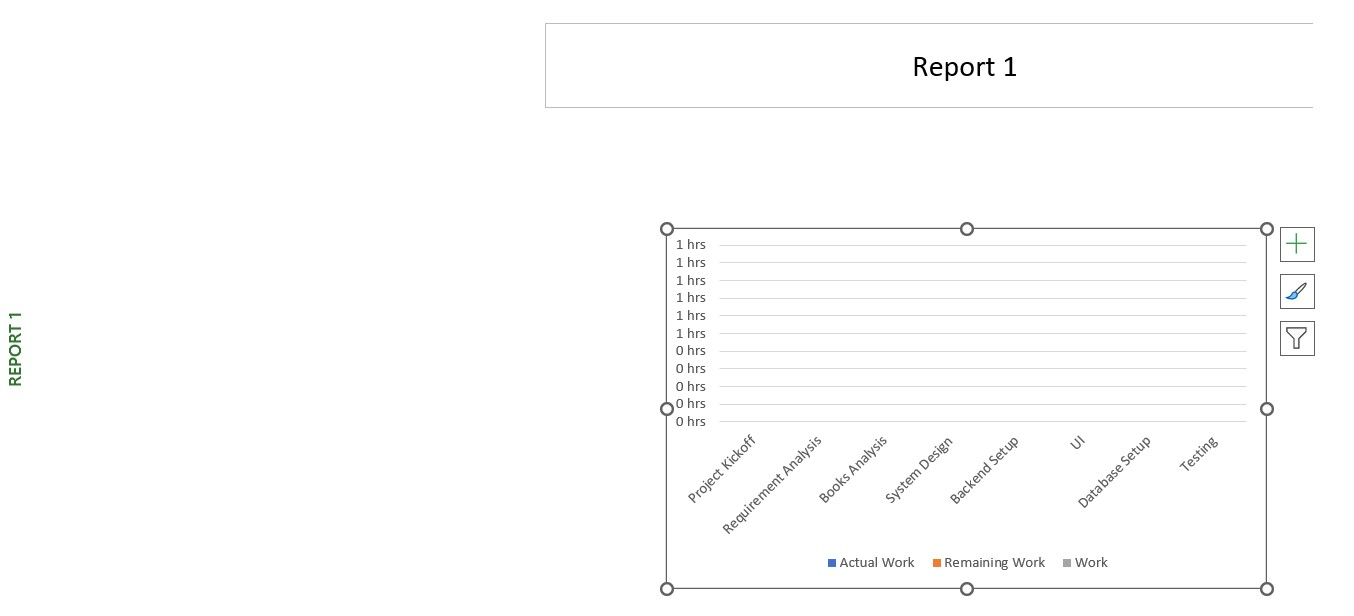 Report 1
REPORT 1
1 hrs
1 hrs
1 hrs
1 hrs
1 hrs
1 hrs
0 hrs
0 hrs
0 hrs
0 hrs
0 hrs
Project Kickoff
Requirement Analysis
Books Analysis
System Design
Backend Setup
UI
Database Setup
Testing
Actual Work Remaining Work Work